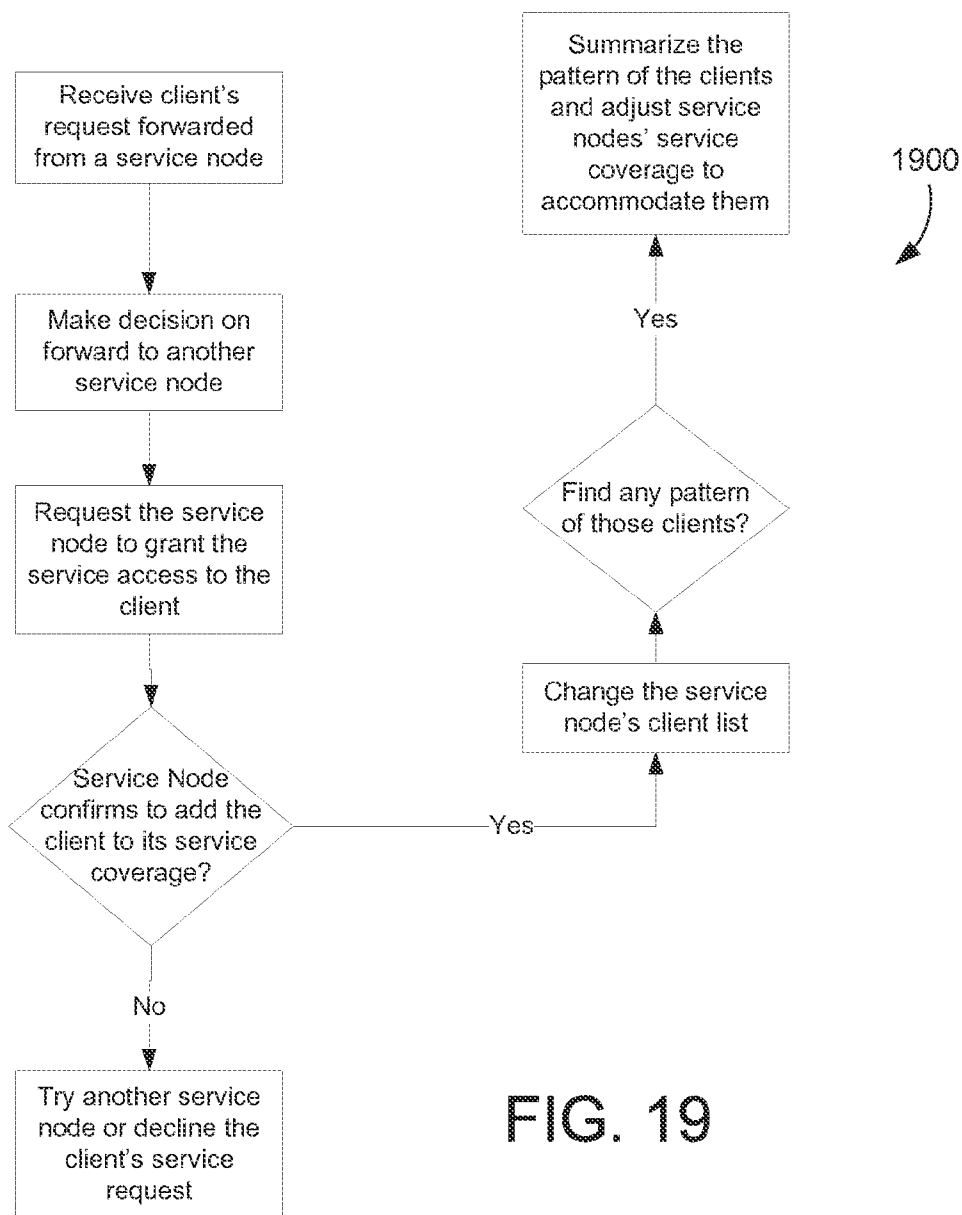 Receive client's
request forwarded
from a service node
Make decision on
forward to another
service node
Request the service
node to grant the
service access to the
client
Service Node
confirms to add the
client to its service
coverage?
No
Try another service
node or decline the
client's service
request
Yes
Change the service
node's client list
Find any pattern
of those clients?
Yes
Summarize the
pattern of the clients
and adjust service
nodes' service
coverage to
accommodate them
1900
FIG. 19